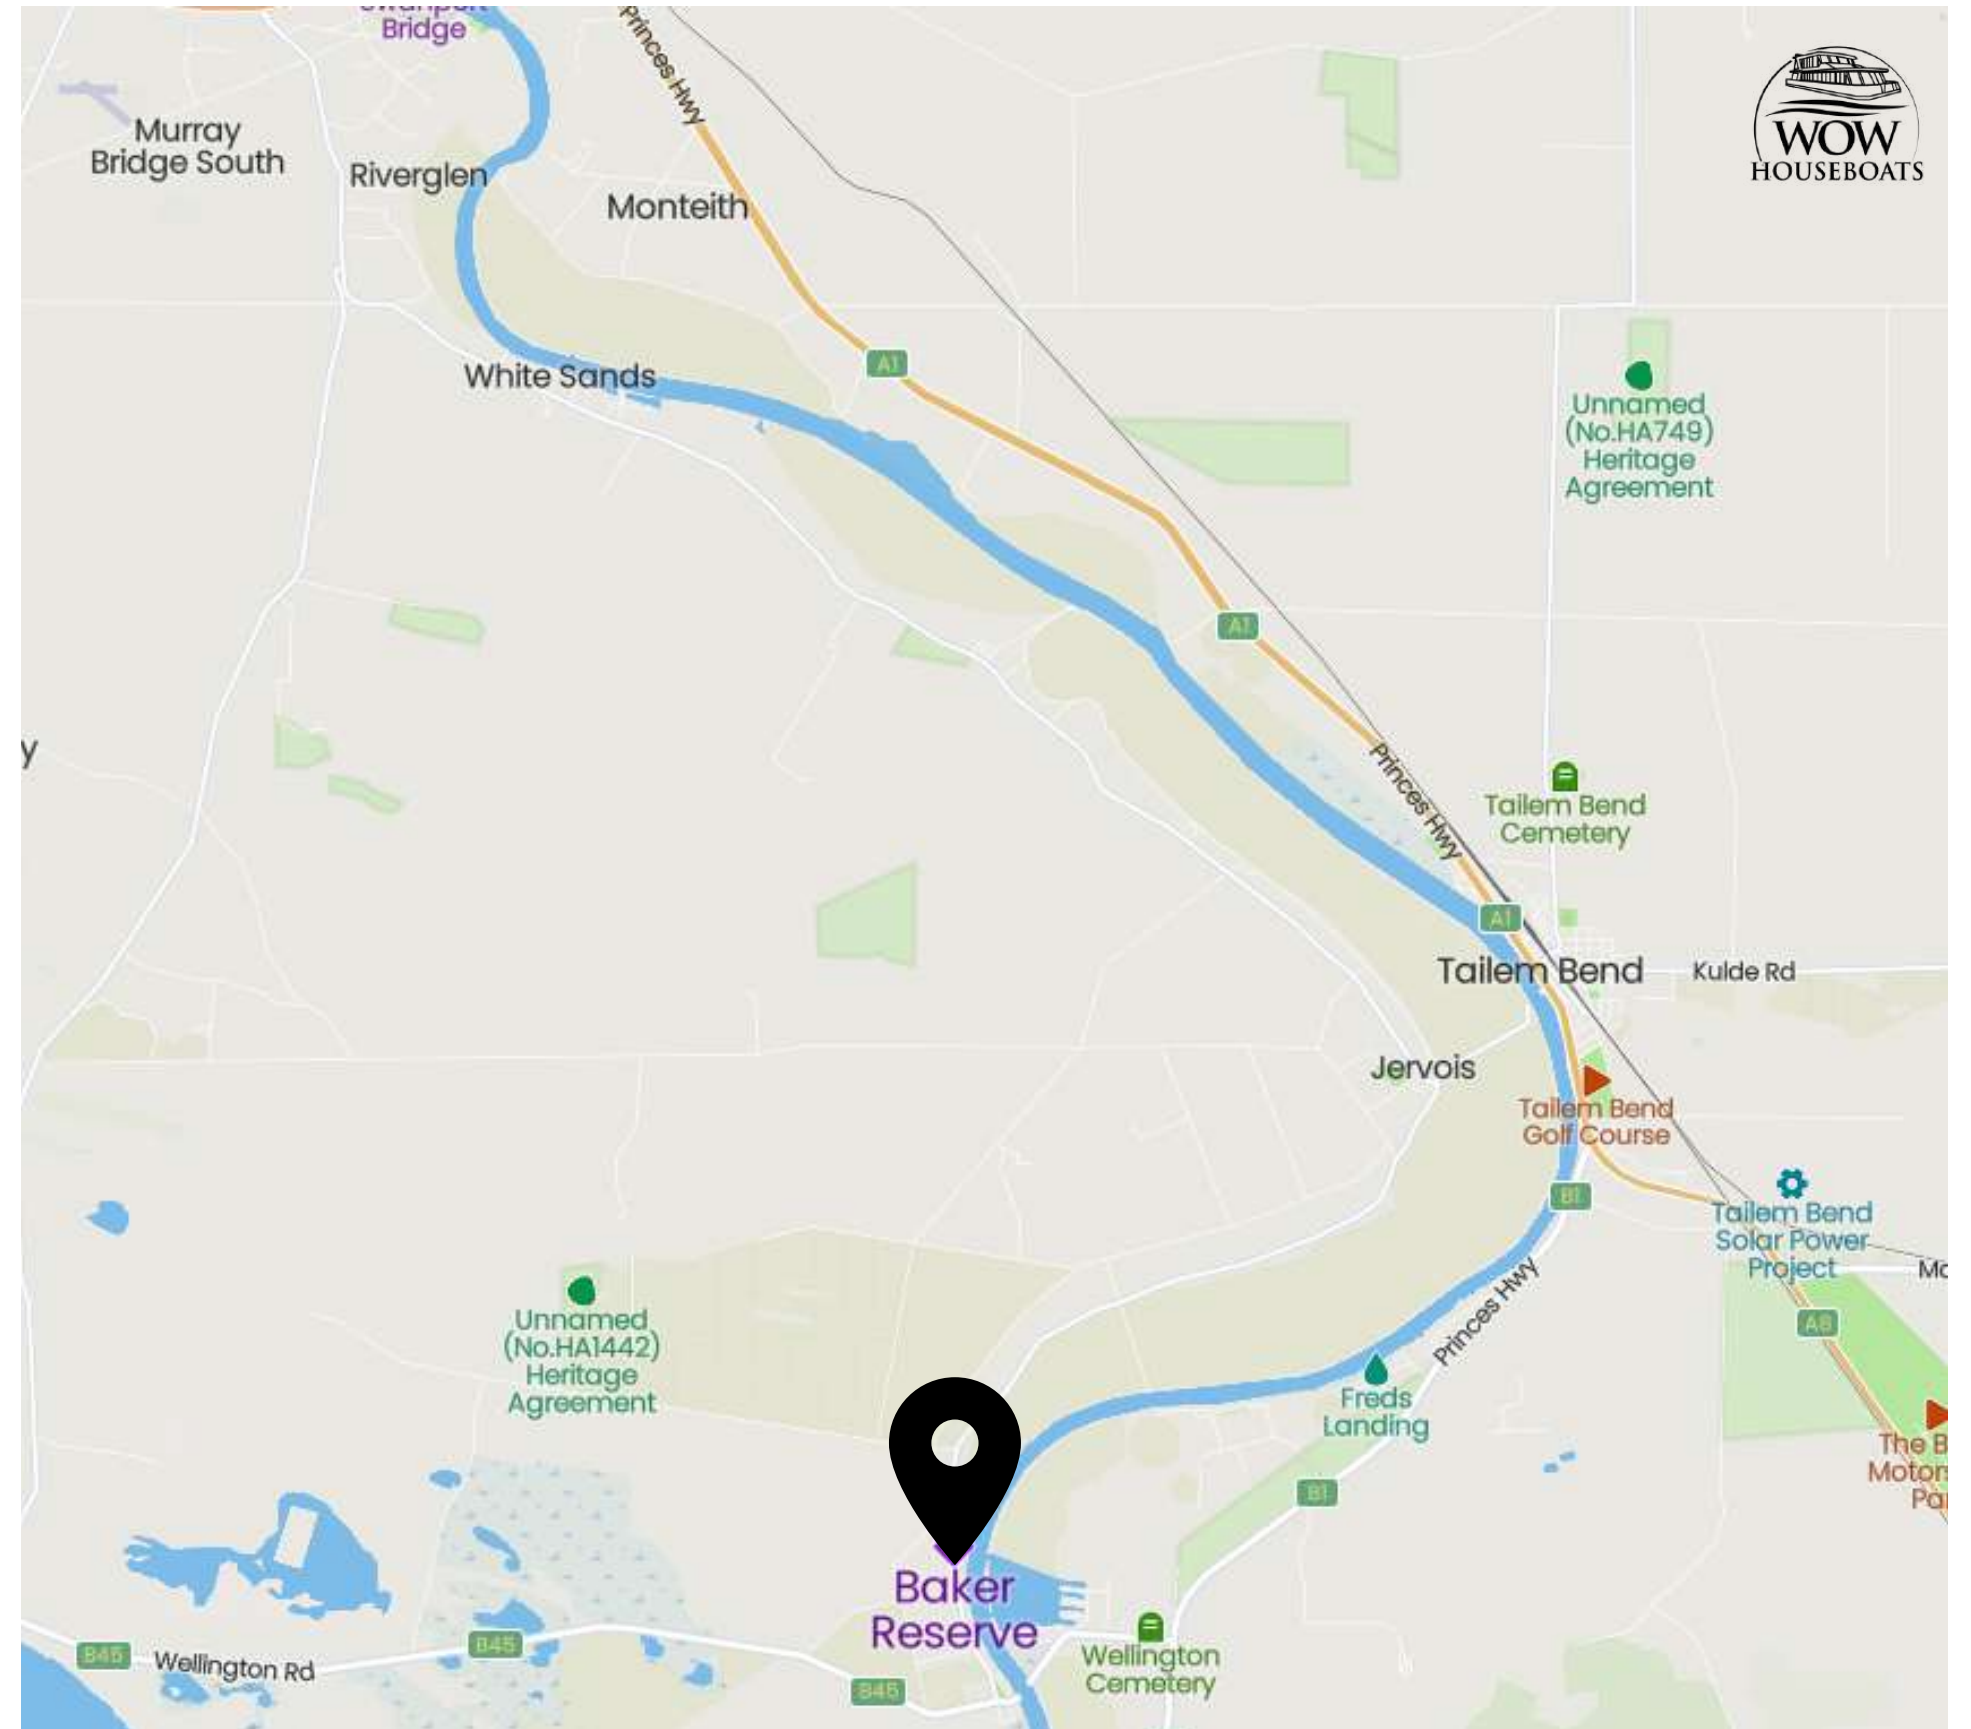 Bridge
Princes Hwy
WOW
HOUSEBOATS
Murray
Bridge South
Riverglen
Monteith
A1
White Sands
Unnamed
(No.HA749)
Heritage
Agreement
A1
y
Princes Hwy
Tailem Bend
Cemetery
A1
Tailem Bend
Kulde Rd
Jervois
Tailem Bend
Golf Course
B1
Tailem Bend
Solar Power
Project
Princes Hwy
A8
Unnamed
(No.HA1442)
Heritage
Agreement
Freds
Landing
The B
Motor
Pa
B1
Baker
Reserve
Wellington
Cemetery
B45
Wellington Rd
B45
B45